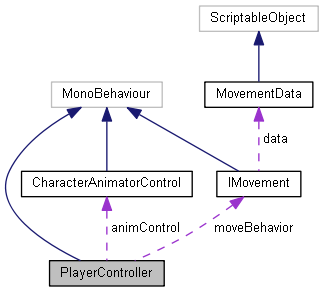 ScriptableObject
MonoBehaviour
MovementData
data
CharacterAnimatorControl
IMovement
animControl
moveBehavior
PlayerController